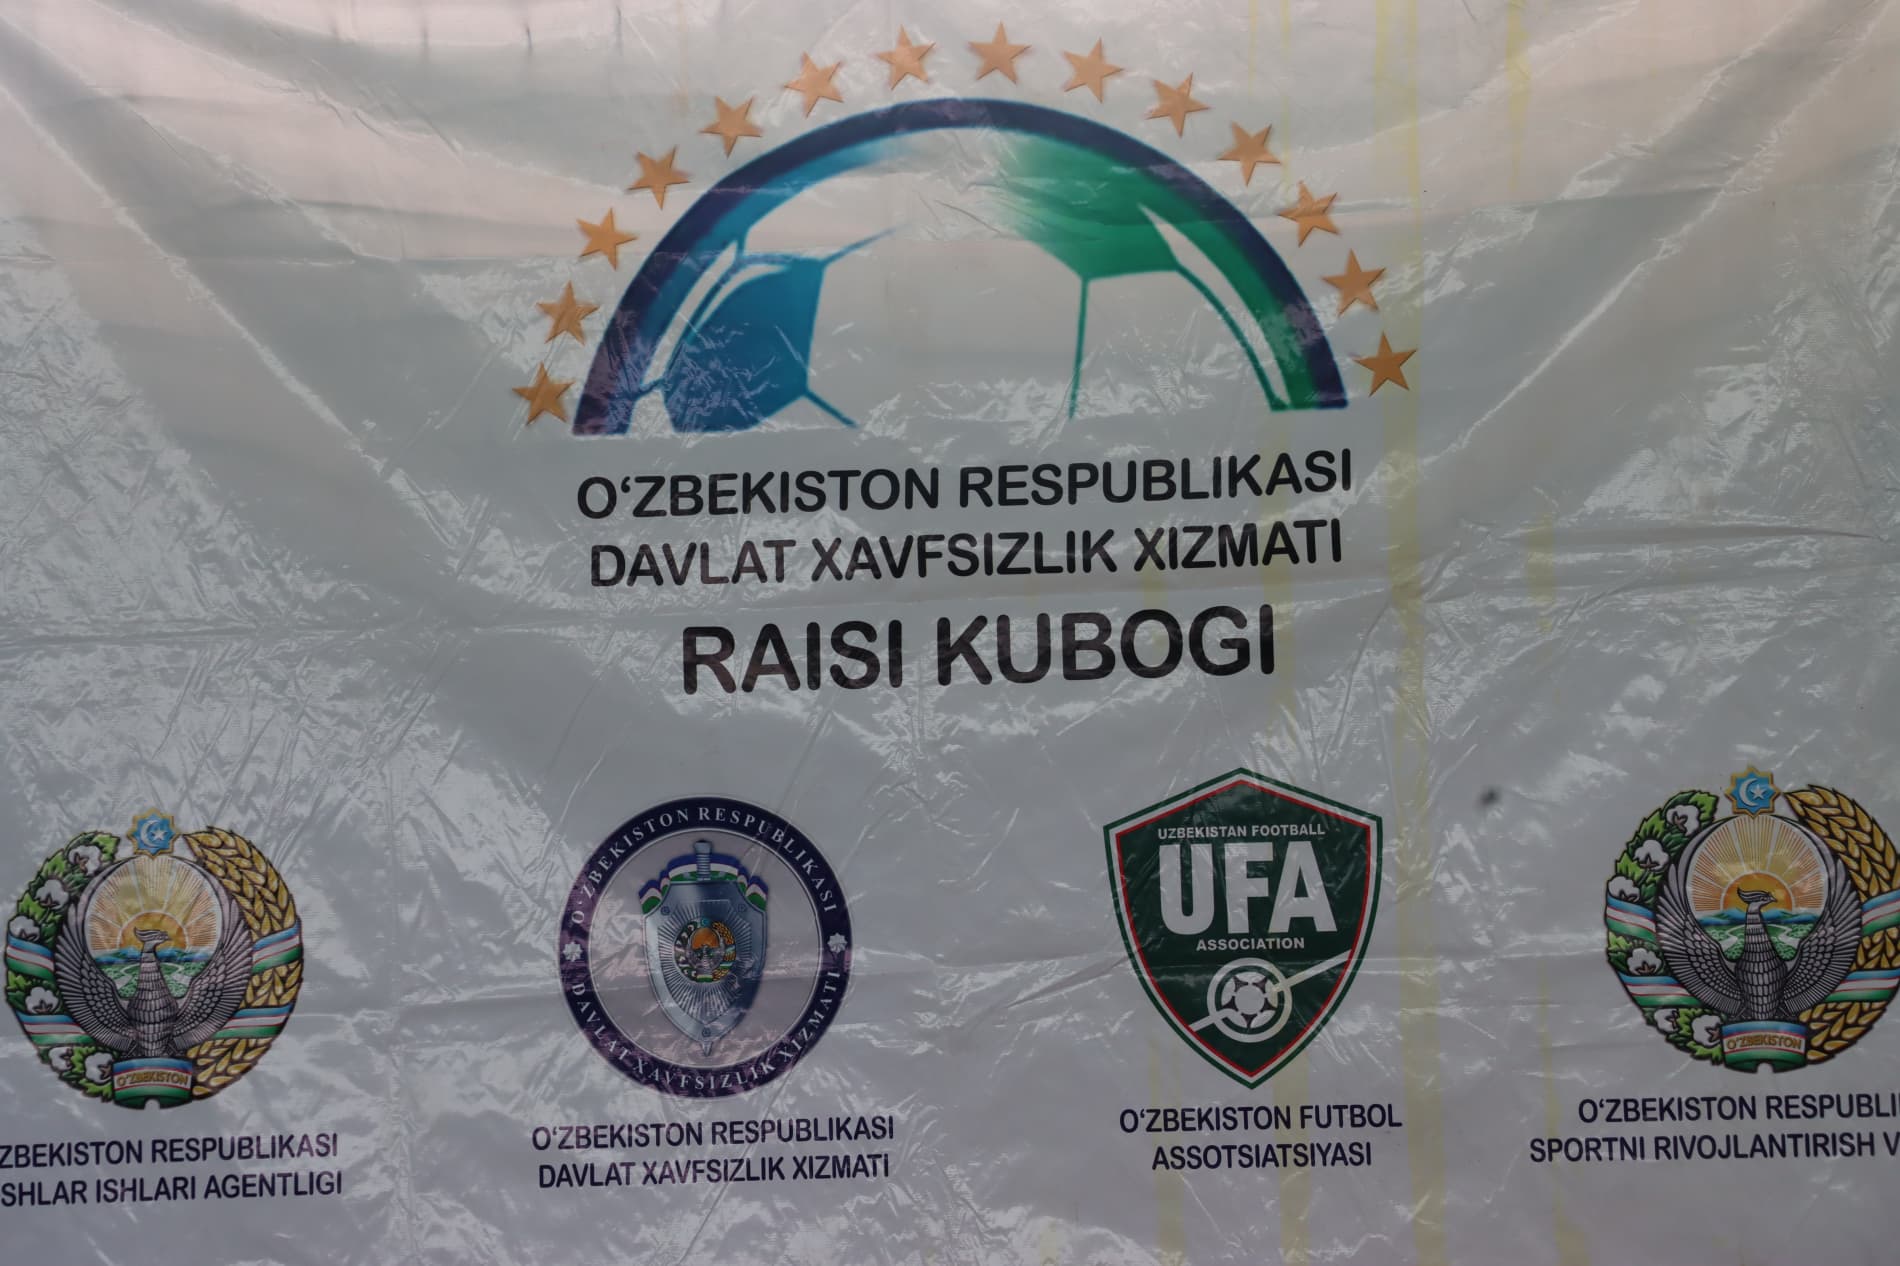 O‘ZBEKISTON RESPUBLIKASI
DAVLAT XAVFSIZLIK XIZMATI
RAISI KUBOGI
O‘ZBEKISTON
ZBEKISTON RESPUBLIKASI
SHLAR ISHLARI AGENTLIGI
O‘ZBEKISTON RESPUBLIKASI
DAVLAT XAVFSIZLIK XIZMATI
O‘ZBEKISTON RESPUBLIKASI
DAVLAT XAVFSIZLIK XIZMATI
UZBEKISTAN FOOTBALL
UFA
ASSOCIATION
O‘ZBEKISTON FUTBOL
ASSOTSIATSIYASI
O‘ZBEKISTON
O‘ZBEKISTON RESPUBLI
SPORTNI RIVOJLANTIRISH V